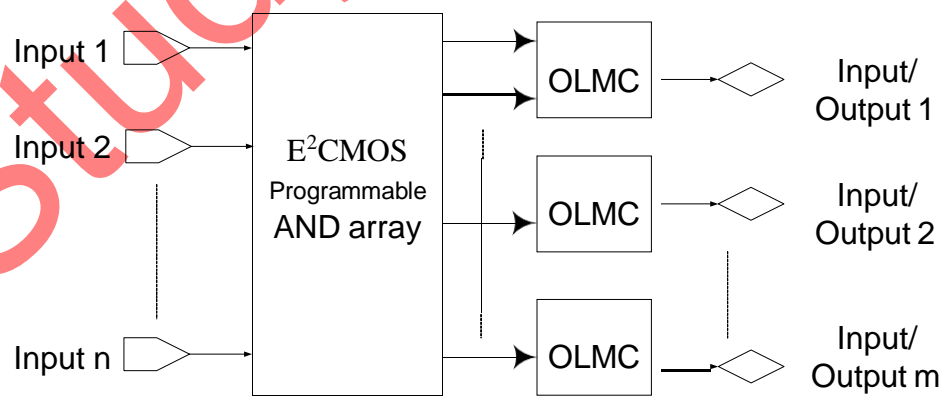 Input 1
Input 2
Input n
E²CMOS
Programmable
AND array
OLMC
OLMC
OLMC
Input/
Output 1
Input/
Output 2
Input/
Output m